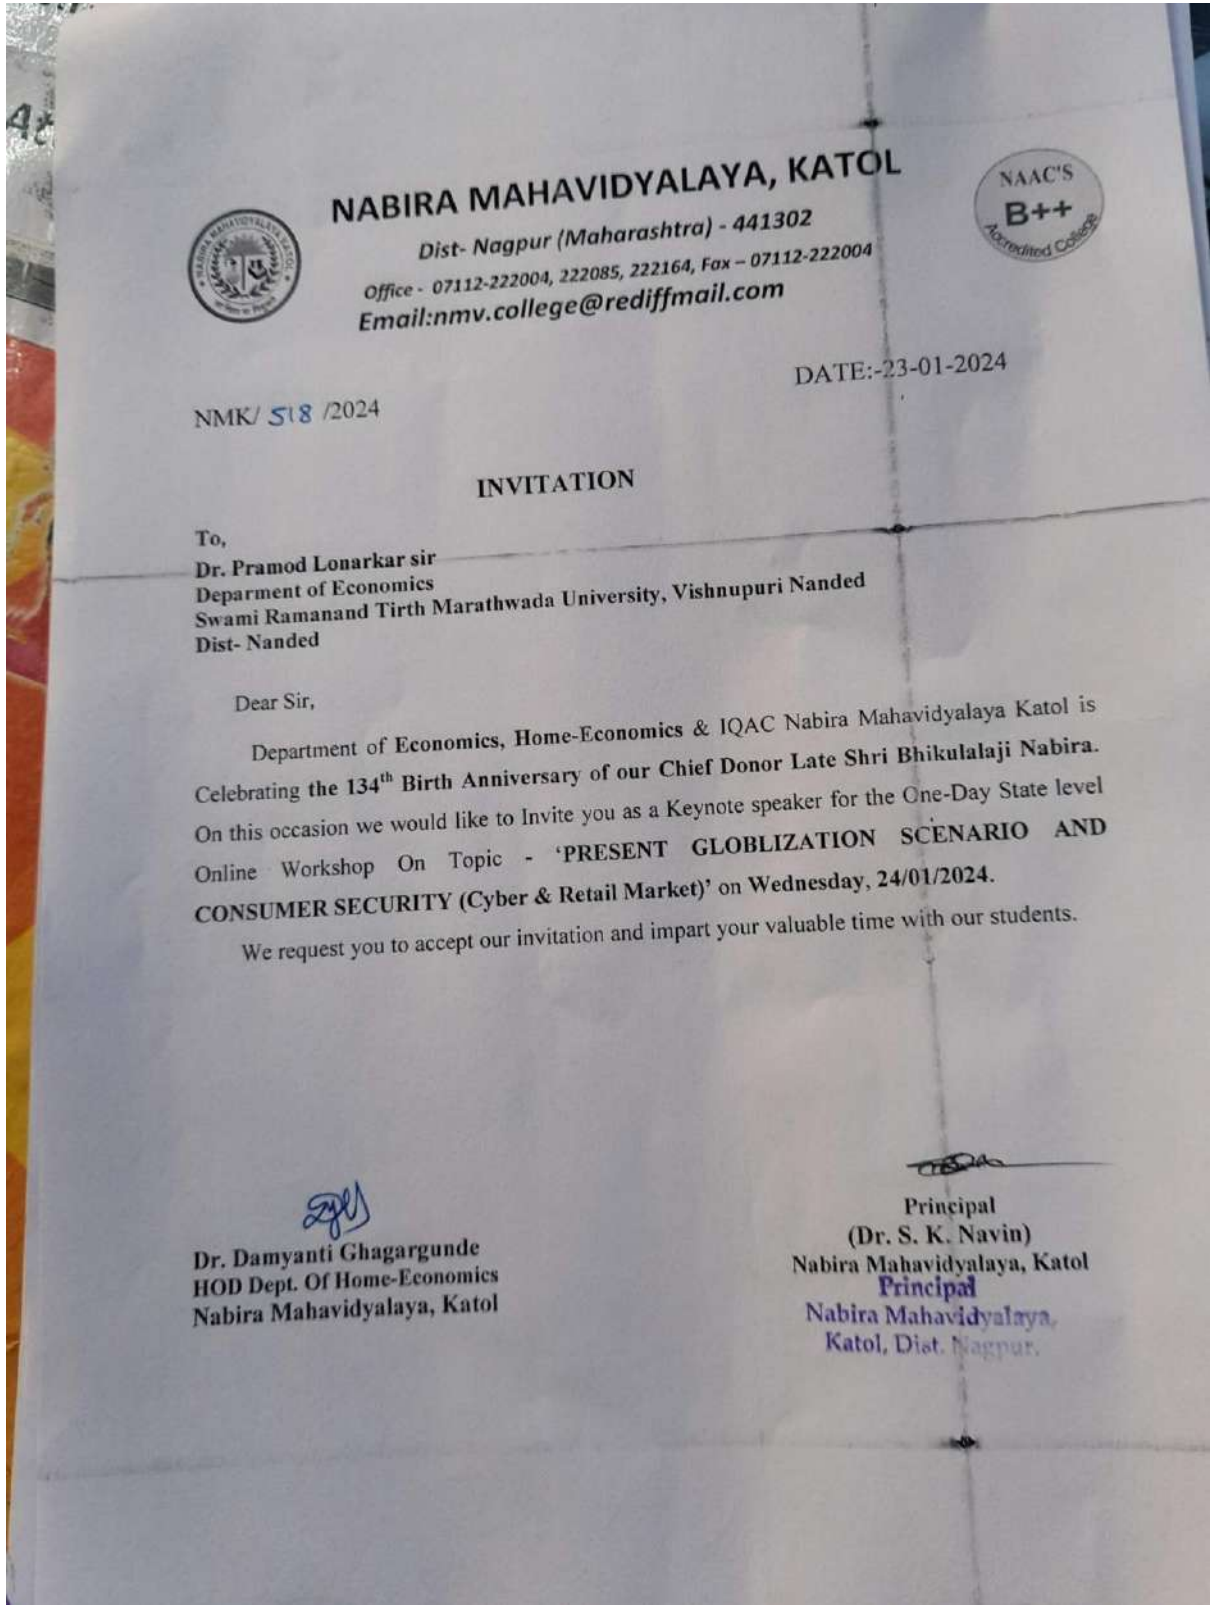 NABIRA MAHAVIDYALAYA, KATOL
Dist- Nagpur (Maharashtra) - 441302
Office - 07112-222004, 222085, 222164, Fax – 07112-222004
Email:nmv.college@rediffmail.com
NABIRA MAHAVIDYALAYA KATOL
NAAC'S
B++
Accredited College
DATE:-23-01-2024
NMK/ 518 /2024
INVITATION
To,
Dr. Pramod Lonarkar sir
Deparment of Economics
Swami Ramanand Tirth Marathwada University, Vishnupuri Nanded
Dist- Nanded
Dear Sir,
Department of Economics, Home-Economics & IQAC Nabira Mahavidyalaya Katol is
Celebrating the 134th Birth Anniversary of our Chief Donor Late Shri Bhikulalaji Nabira.
On this occasion we would like to Invite you as a Keynote speaker for the One-Day State level
Online Workshop On Topic - ‘PRESENT GLOBLIZATION SCENARIO AND
CONSUMER SECURITY (Cyber & Retail Market)’ on Wednesday, 24/01/2024.
We request you to accept our invitation and impart your valuable time with our students.
Dr. Damyanti Ghagargunde
HOD Dept. Of Home-Economics
Nabira Mahavidyalaya, Katol
Principal
(Dr. S. K. Navin)
Nabira Mahavidyalaya, Katol
Principal
Nabira Mahavidyalaya,
Katol, Dist. Nagpur.